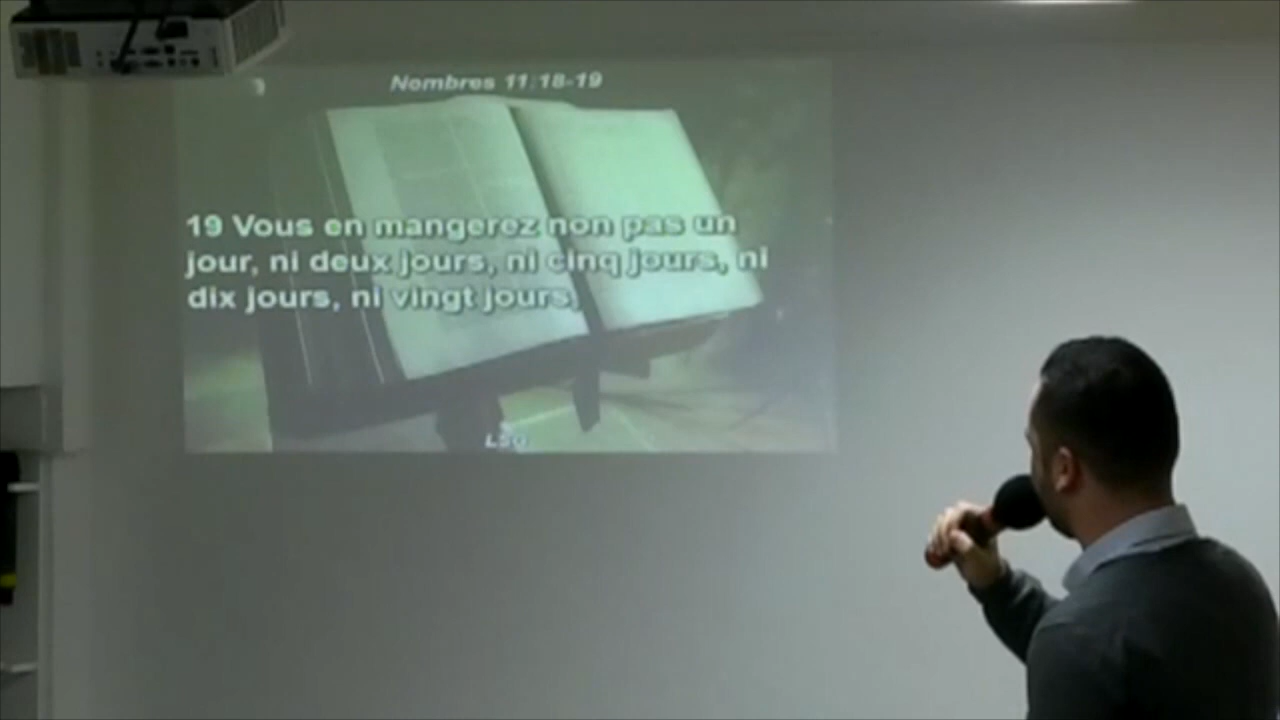 Nombres 11:18-19
19 Vous en mangerez non pas un
jour, ni deux jours, ni cinq jours, ni
dix jours, ni vingt jours,
LSG